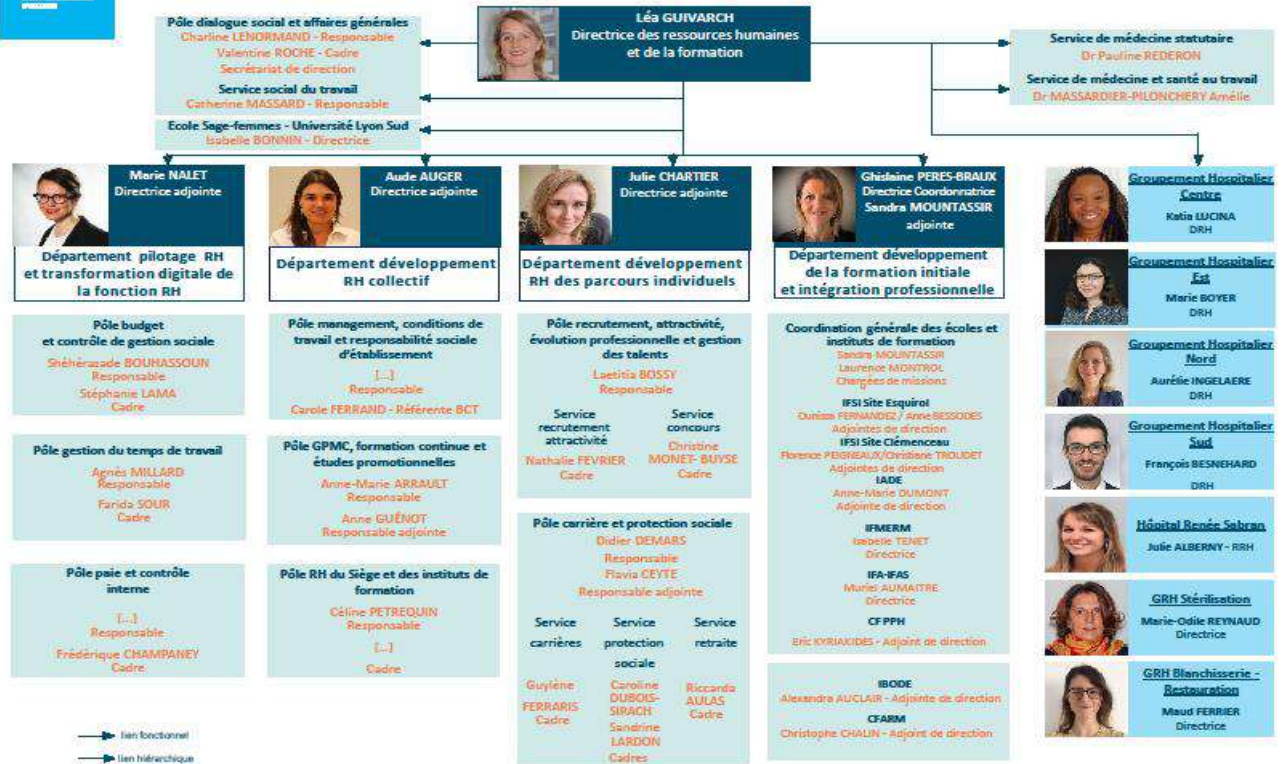 Léa GUIVARCH
Directrice des ressources humaines
et de la formation
Pôle dialogue social et affaires générales
Charline LENORMAND - Responsable
Valentine ROCHE - Cadre
Secrétariat de direction
Service social du travail
Catherine MASSARD - Responsable
Ecole Sage-femmes - Université Lyon Sud
Isabelle BONNIN - Directrice
Service de médecine statutaire
Dr Pauline REDERON
Service de médecine et santé au travail
Dr MASSARDIER-PILONCHERY Amélie
Marie NALET
Directrice adjointe
Département pilotage RH
et transformation digitale de
la fonction RH
Pôle budget
et contrôle de gestion sociale
Shéhérazade BOUHASSOUN
Responsable
Stéphanie LAMA
Cadre
Pôle gestion du temps de travail
Agnès MILLARD
Responsable
Farida SOUR
Cadre
Pôle paie et contrôle
interne
[...]
Responsable
Frédérique CHAMPANEY
Cadre
Aude AUGER
Directrice adjointe
Département développement
RH collectif
Pôle management, conditions de
travail et responsabilité sociale
d'établissement
[...]
Responsable
Carole FERRAND - Référente BCT
Pôle GPMC, formation continue et
études promotionnelles
Anne-Marie ARRAULT
Responsable
Anne GUÉNOT
Responsable adjointe
Pôle RH du Siège et des instituts de
formation
Céline PETREQUIN
Responsable
[...]
Cadre
Julie CHARTIER
Directrice adjointe
Département développement
RH des parcours individuels
Pôle recrutement, attractivité,
évolution professionnelle et gestion
des talents
Laetitia BOSSY
Responsable
Service
recrutement
attractivité
Nathalie FEVRIER
Cadre
Service
concours
Christine
MONET- BUYSE
Cadre
Pôle carrière et protection sociale
Didier DEMARS
Responsable
Flavia CEYTE
Responsable adjointe
Service
carrières
Guylène
FERRARIS
Cadre
Service
protection
sociale
Caroline
DUBOIS-
SIRACH
Sandrine
LARDON
Cadres
Service
retraite
Riccarda
AULAS
Cadre
Ghislaine PERES-BRAUX
Directrice Coordonnatrice
Sandra MOUNTASSIR
adjointe
Département développement
de la formation initiale
et intégration professionnelle
Coordination générale des écoles et
instituts de formation
Sandra MOUNTASSIR
Laurence MONTROL
Chargées de missions
IFSI Site Esquirol
Ounissa FERNANDEZ / Anne BESSODES
Adjointes de direction
IFSI Site Clémenceau
Florence PEIGNEAUX/Christiane TROUDET
Adjointes de direction
IADE
Anne-Marie DUMONT
Adjointe de direction
IFMERM
Isabelle TENET
Directrice
IFA-IFAS
Muriel AUMAITRE
Directrice
CFPPH
Eric KYRIAKIDES - Adjoint de direction
IBODE
Alexandra AUCLAIR - Adjointe de direction
CFARM
Christophe CHALIN - Adjoint de direction
Groupement Hospitalier
Centre
Katia LUCINA
DRH
Groupement Hospitalier
Est
Marie BOYER
DRH
Groupement Hospitalier
Nord
Aurélie INGELAERE
DRH
Groupement Hospitalier
Sud
François BESNEHARD
DRH
Hôpital Renée Sabran
Julie ALBERNY - RRH
GRH Stérilisation
Marie-Odile REYNAUD
Directrice
GRH Blanchisserie -
Restauration
Maud FERRIER
Directrice
lien fonctionnel
lien hiérarchique